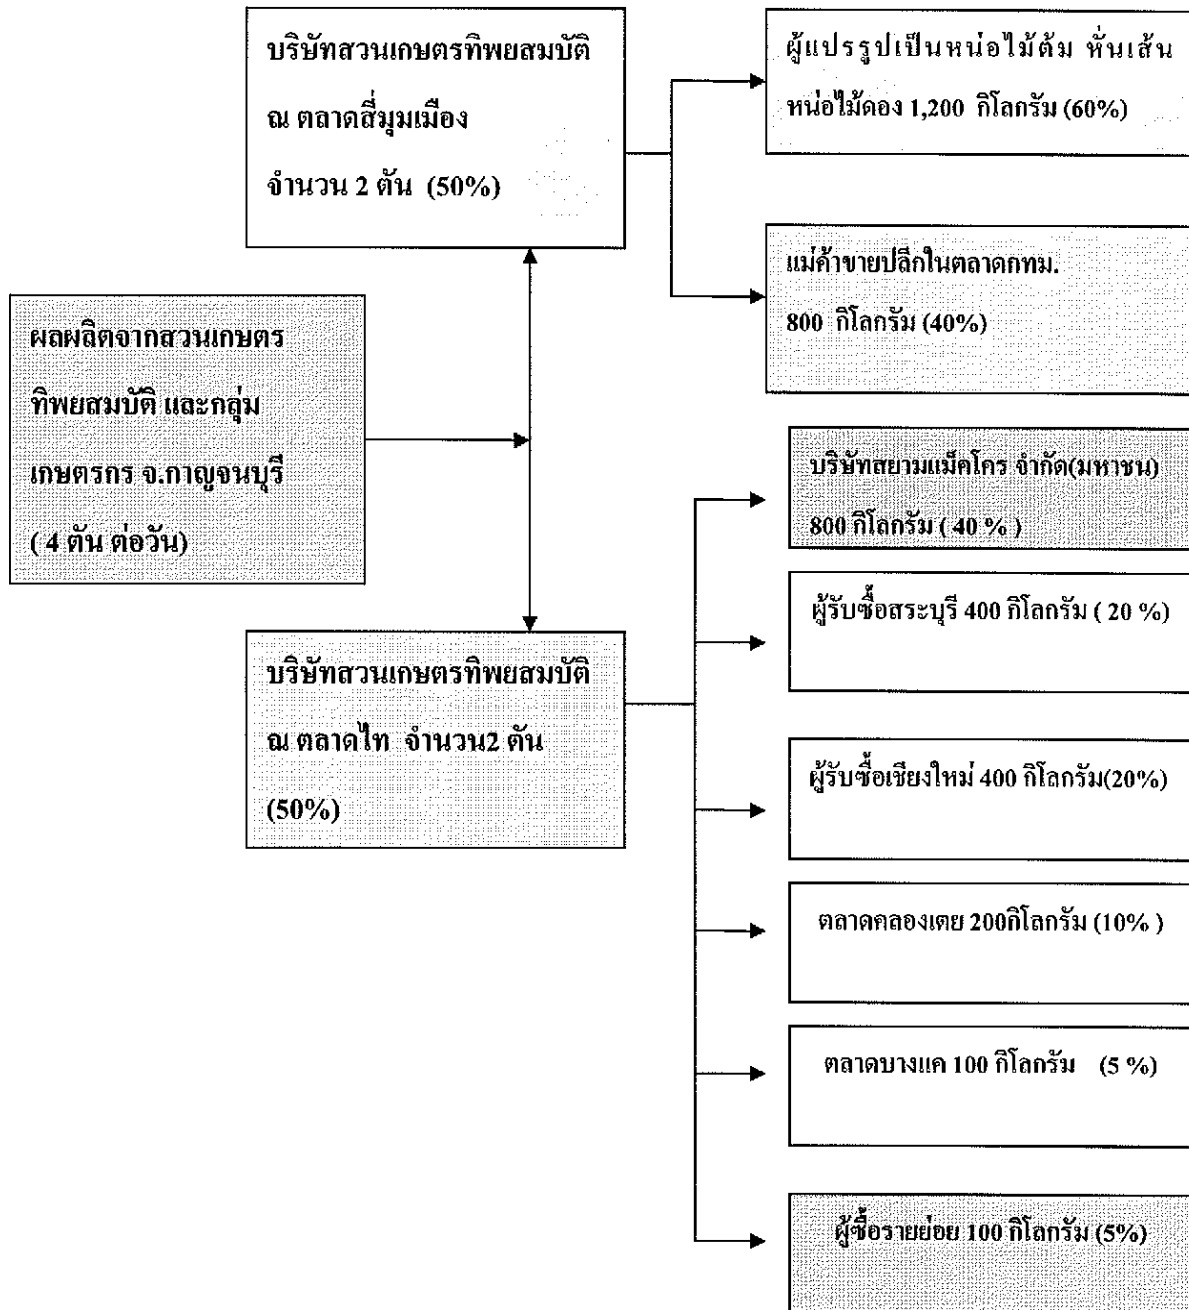 บริษัทสวนเกษตรทิพยสมบัติ
ณ ตลาดสี่มุมเมือง
จำนวน 2 ตัน (50%)
ผู้แปรรูปเป็นหน่อไม้ต้ม หั่นเส้น
หน่อไม้ดอง 1,200 กิโลกรัม (60%)
แม่ค้าขายปลีกในตลาดกทม.
800 กิโลกรัม (40%)
ผลผลิตจากสวนเกษตร
ทิพยสมบัติ และกลุ่ม
เกษตรกร จ.กาญจนบุรี
( 4 ตัน ต่อวัน)
บริษัทสวนเกษตรทิพยสมบัติ
ณ ตลาดไท จำนวน2 ตัน
(50%)
บริษัทสยามแม็คโคร จำกัด(มหาชน)
800 กิโลกรัม ( 40 % )
ผู้รับซื้อสระบุรี 400 กิโลกรัม ( 20 %)
ผู้รับซื้อเชียงใหม่ 400 กิโลกรัม(20%)
ตลาดคลองเตย 200กิโลกรัม (10% )
ตลาดบางแค 100 กิโลกรัม (5 %)
ผู้ซื้อรายย่อย 100 กิโลกรัม (5%)